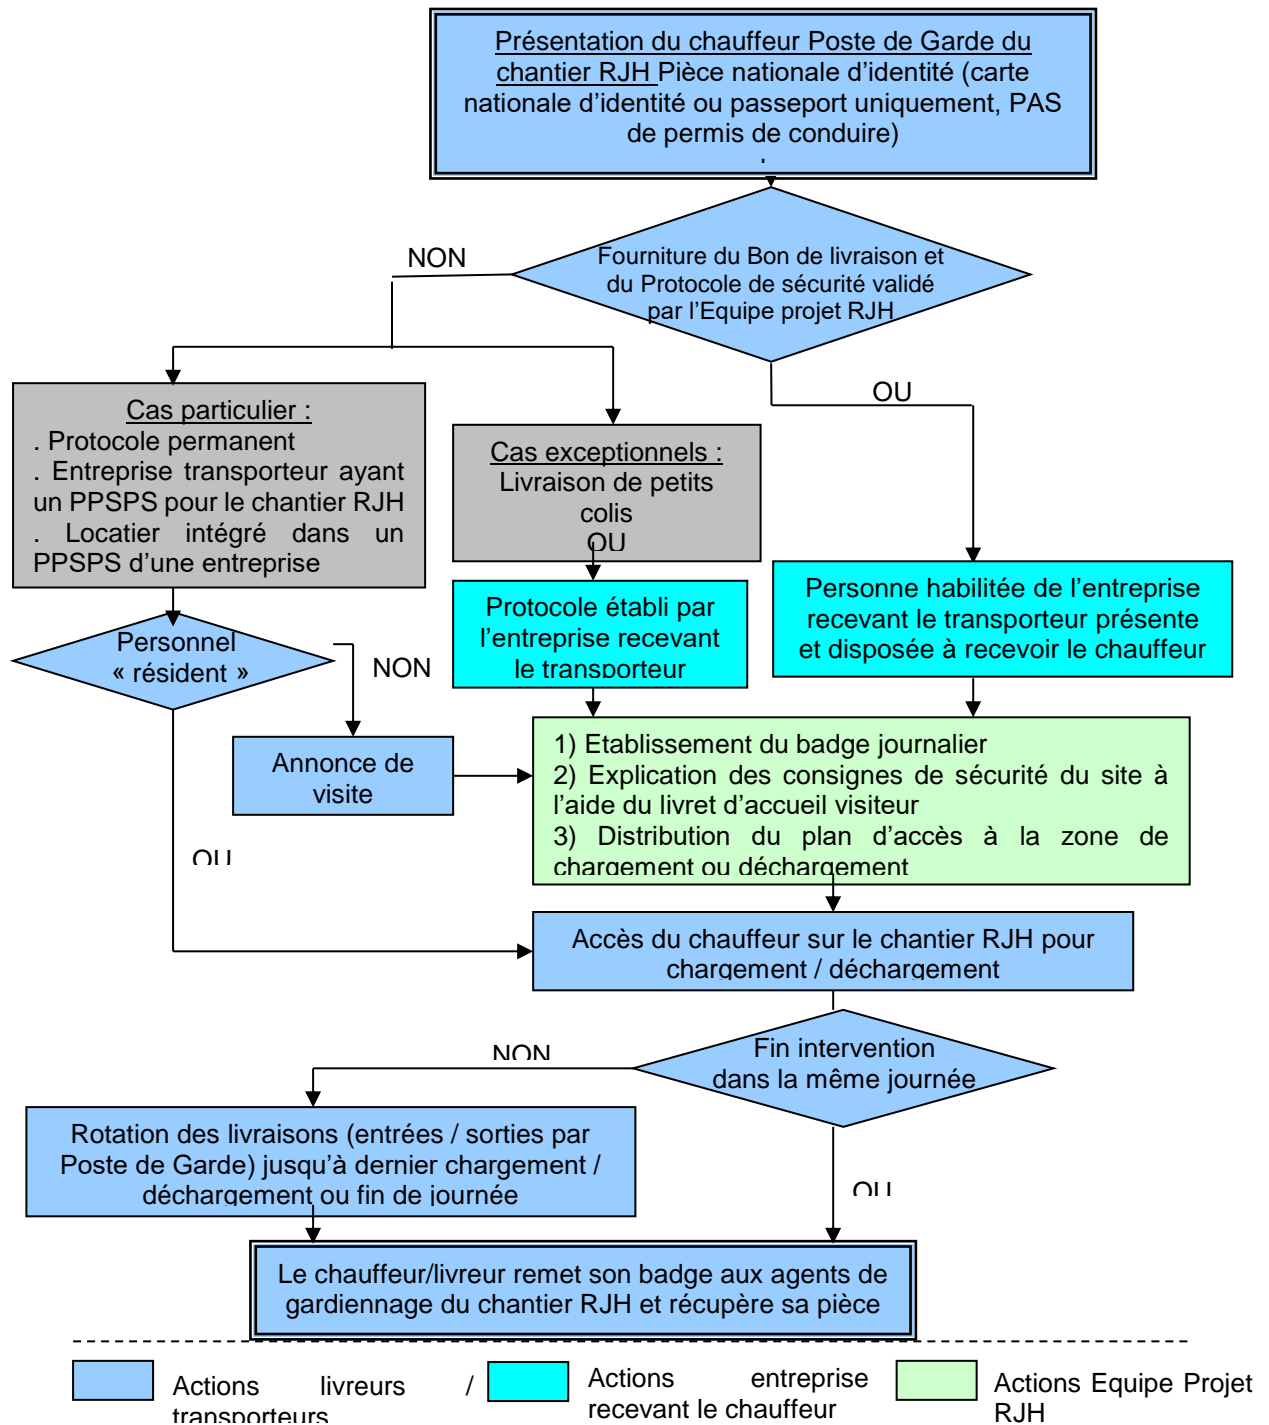 Présentation du chauffeur Poste de Garde du
chantier RJH Pièce nationale d'identité (carte
nationale d'identité ou passeport uniquement, PAS
de permis de conduire)
.
NON
Fourniture du Bon de livraison et
du Protocole de sécurité validé
par l'Equipe projet RJH
OU
Cas particulier :
. Protocole permanent
. Entreprise transporteur ayant
un PPSPS pour le chantier RJH
. Locatier intégré dans un
PPSPS d'une entreprise
Cas exceptionnels :
Livraison de petits
colis
OU
Protocole établi par
l'entreprise recevant
le transporteur
Personne habilitée de l'entreprise
recevant le transporteur présente
et disposée à recevoir le chauffeur
Personnel
« résident »
NON
Annonce de
visite
1) Etablissement du badge journalier
2) Explication des consignes de sécurité du site à
l'aide du livret d'accueil visiteur
3) Distribution du plan d'accès à la zone de
chargement ou déchargement
OU
Accès du chauffeur sur le chantier RJH pour
chargement / déchargement
NON
Fin intervention
dans la même journée
Rotation des livraisons (entrées / sorties par
Poste de Garde) jusqu'à dernier chargement /
déchargement ou fin de journée
OU
Le chauffeur/livreur remet son badge aux agents de
gardiennage du chantier RJH et récupère sa pièce
Actions livreurs /
transporteurs
Actions entreprise
recevant le chauffeur
Actions Equipe Projet
RJH